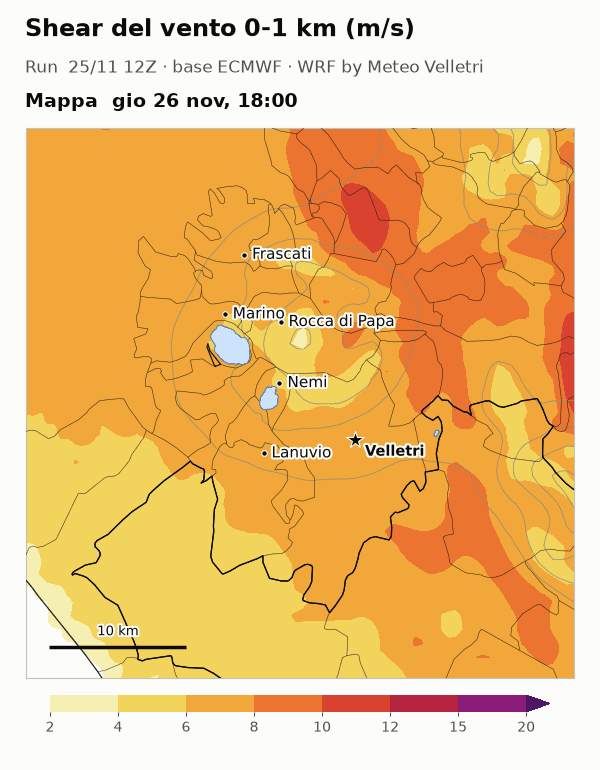 Shear del vento 0-1 km (m/s)
Run 25/11 12Z · base ECMWF · WRF by Meteo Velletri
Mappa gio 26 nov, 18:00
Frascati
Marino
Rocca di Papa
Nemi
Velletri
Lanuvio
10 km
2 4 6 8 10 12 15 20